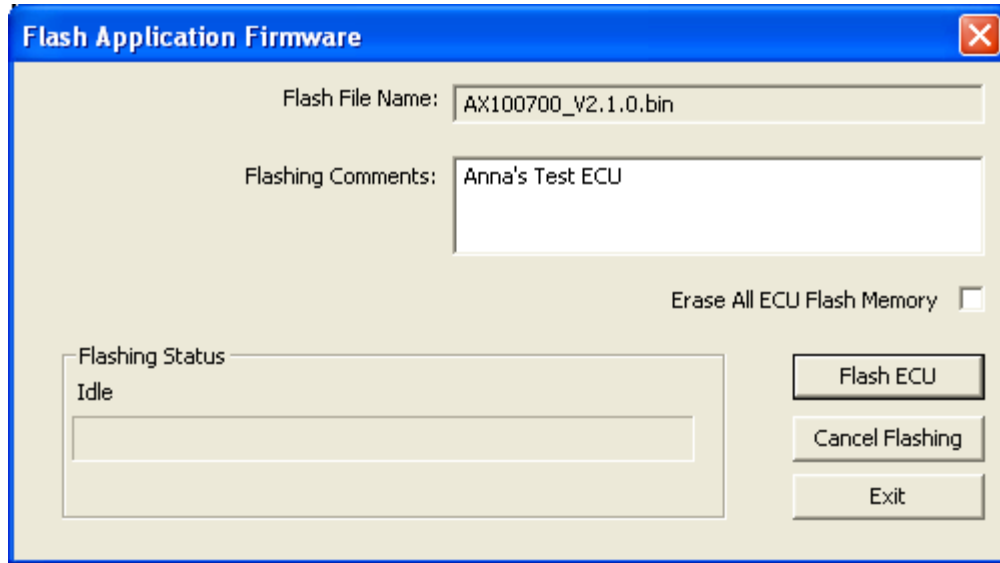 Flash Application Firmware
Flash File Name: AX100700_V2.1.0.bin
Flashing Comments: Anna's Test ECU
Erase All ECU Flash Memory
Flashing Status
Idle
Flash ECU
Cancel Flashing
Exit